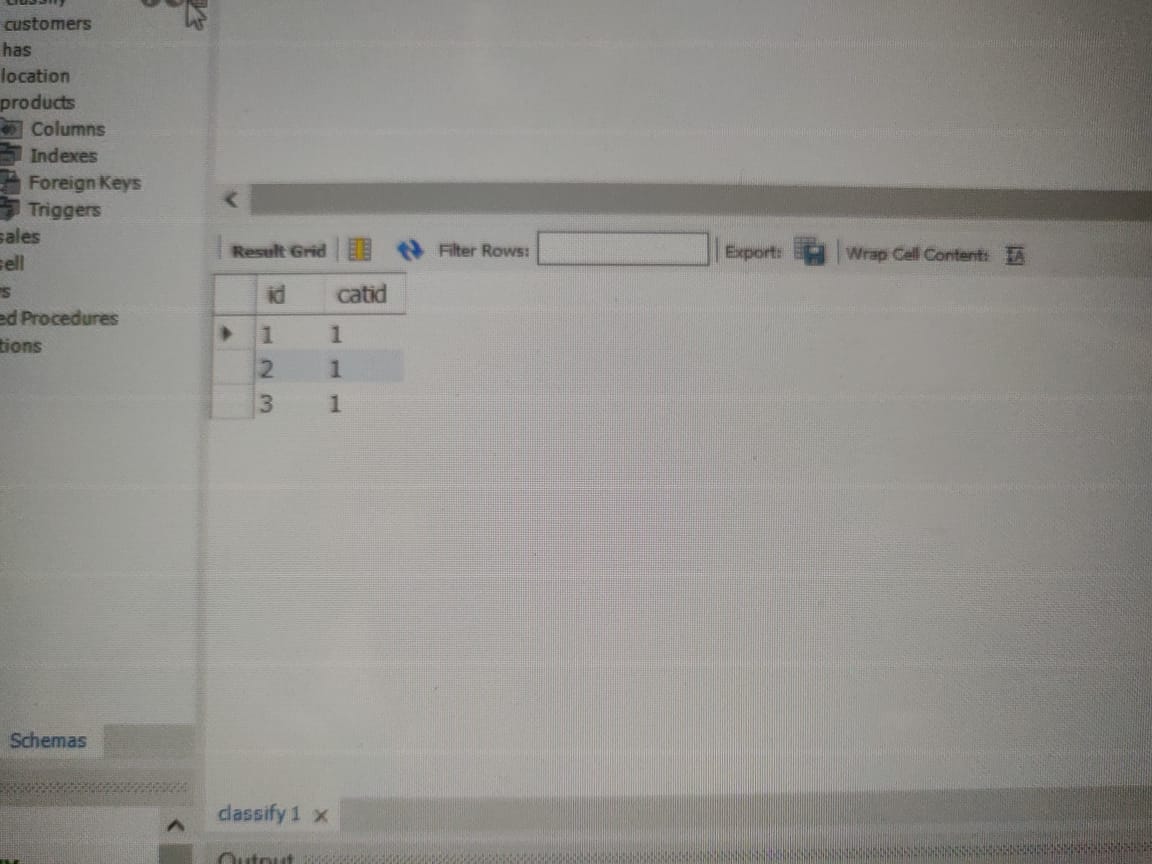 customers
has
location
products
Columns
Indexes
Foreign Keys
Triggers
sales
sell
ed Procedures
tions
Result Grid
Filter Rows:
Export:
Wrap Cell Content:
IA
id catid
1 1
2 1
3 1
Schemas
classify 1 x
Output